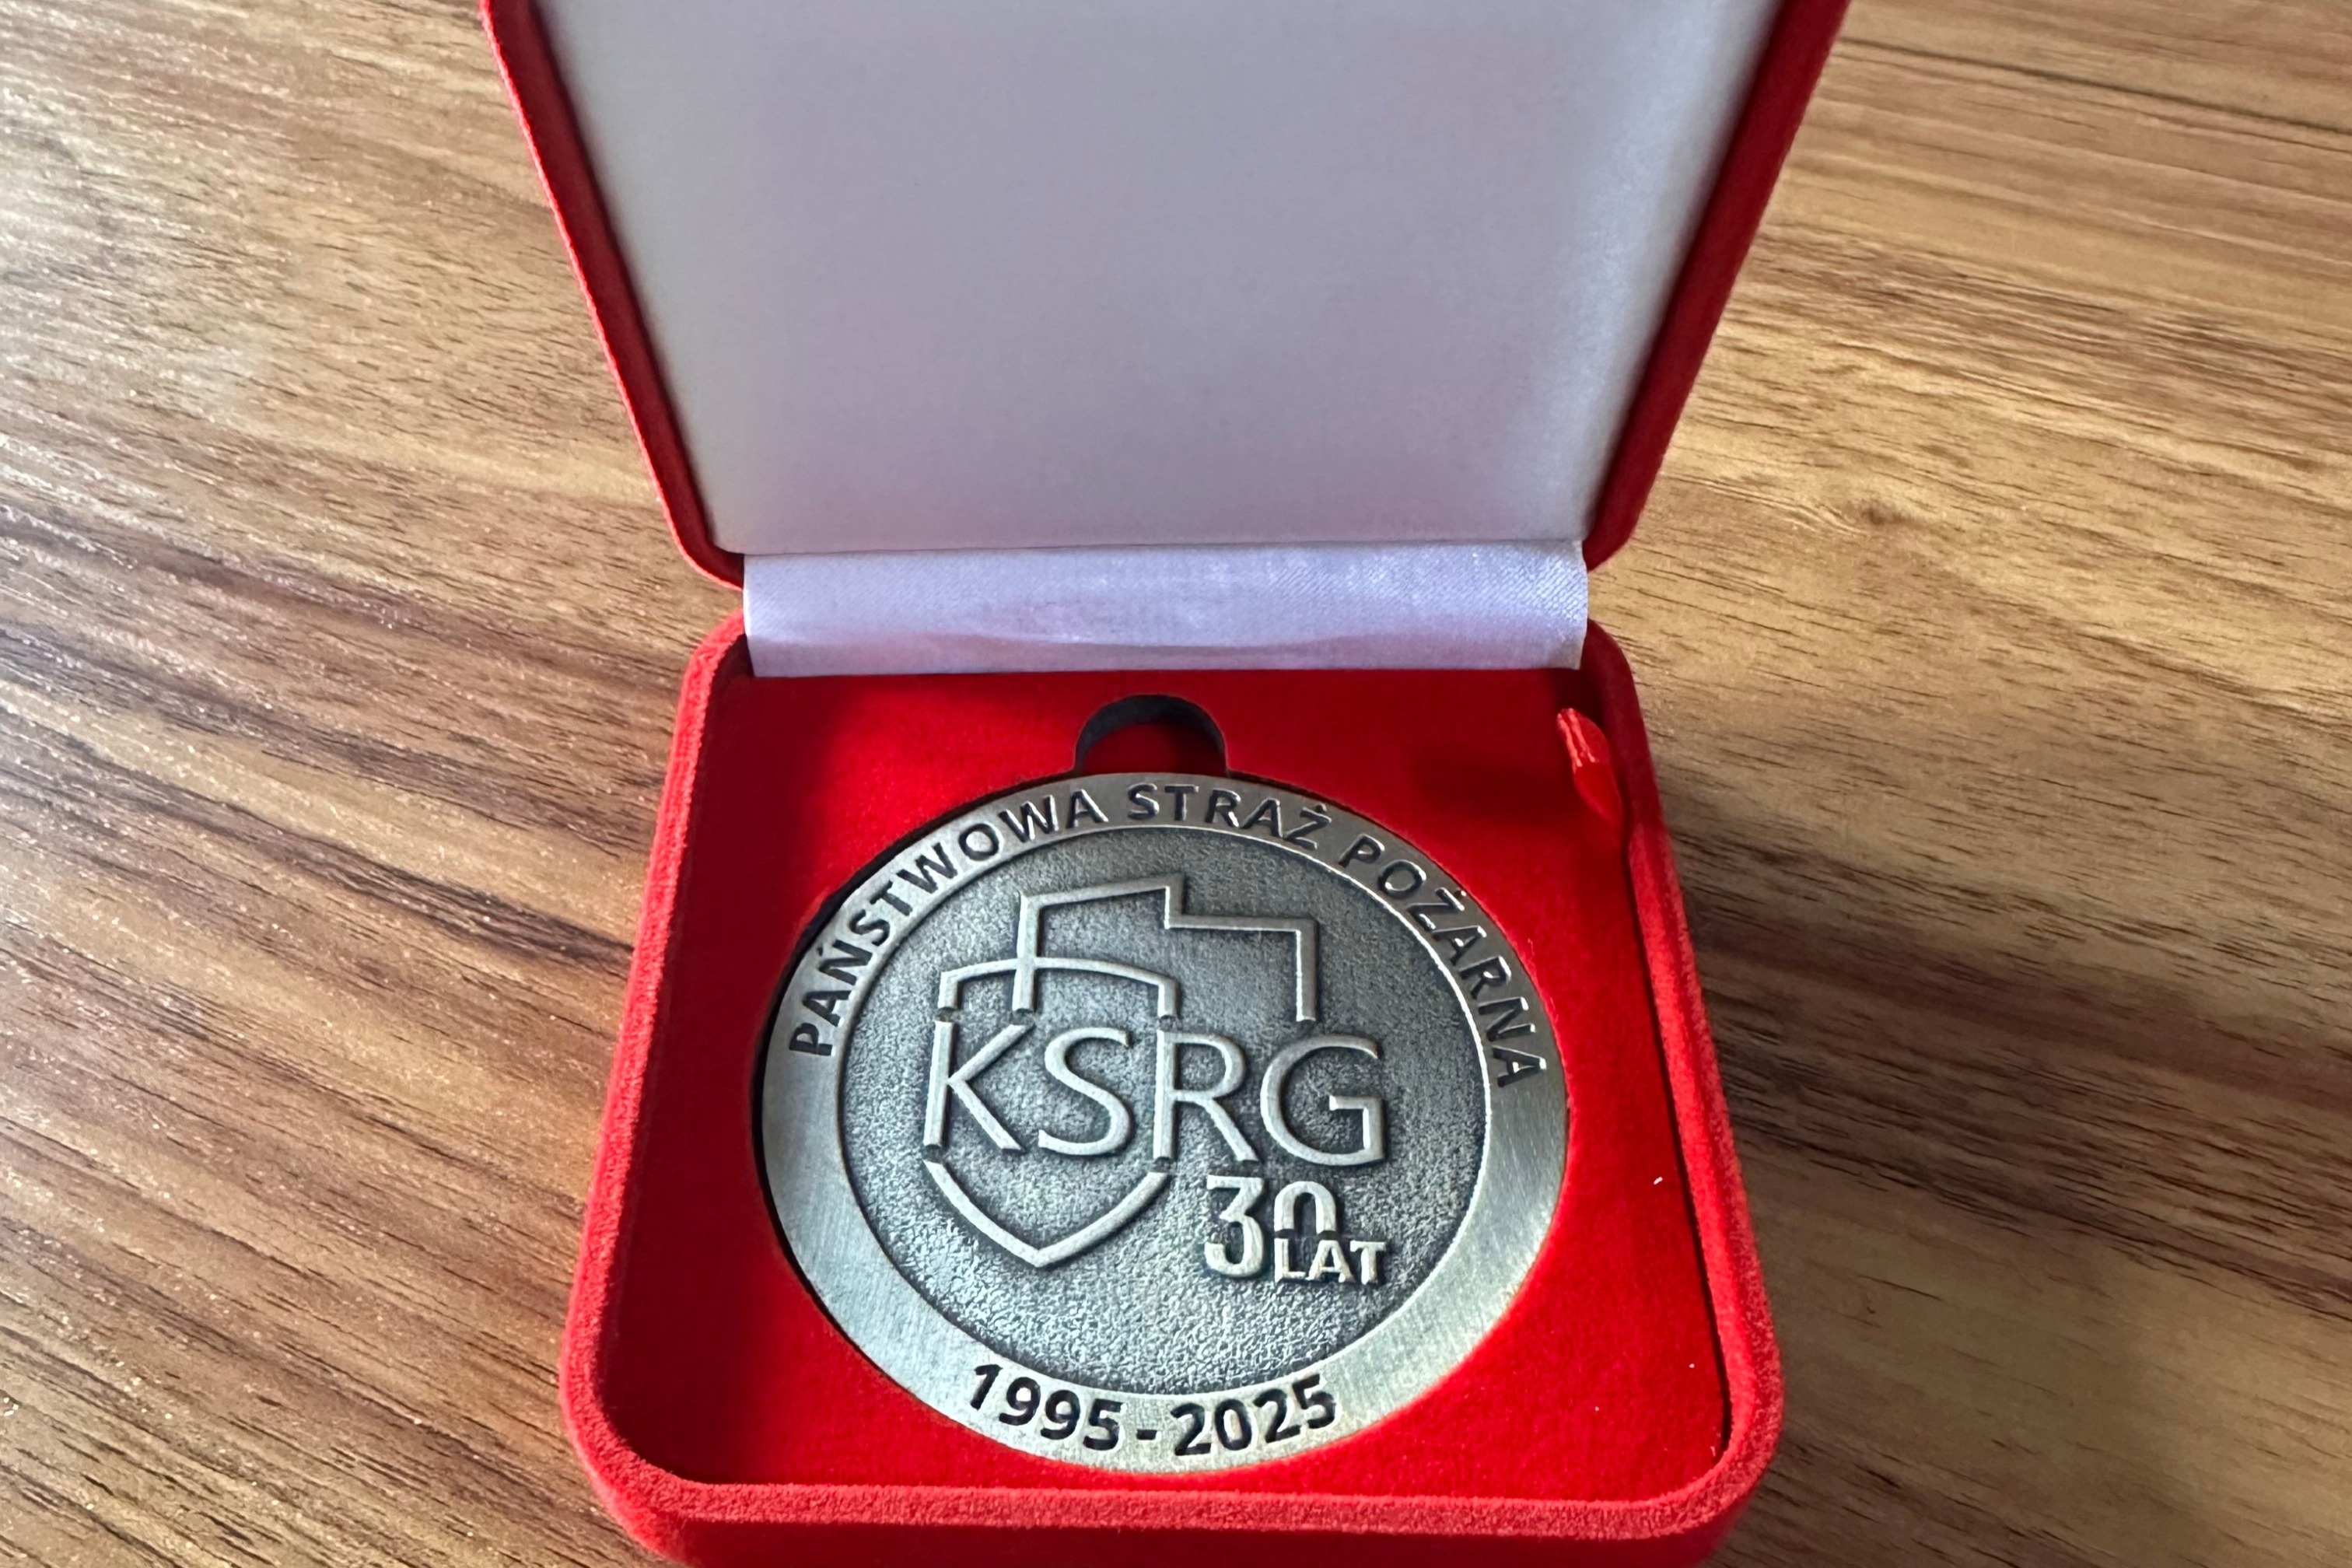 PAŃSTWOWA STRAŻ POŻARNA
KSRG
30
LAT
1995-2025